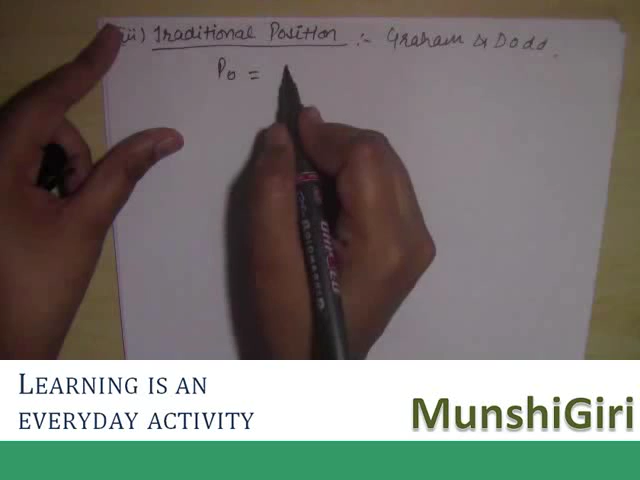 iii) Traditional Position :- Graham & Dodd.
P0 =
LEARNING IS AN
EVERYDAY ACTIVITY
MunshiGiri